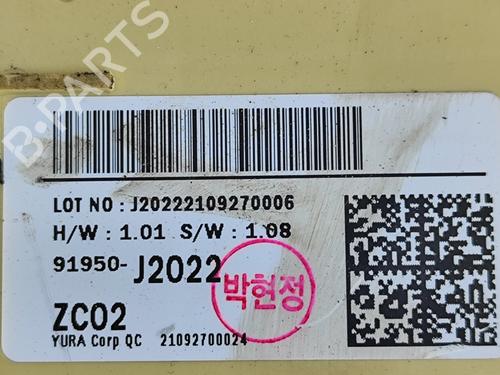 B-PARTS
LOT NO : J20222109270006
H/W : 1.01 S/W : 1.08
91950-J2022
박현정
ZC02
YURA Corp QC 21092700024